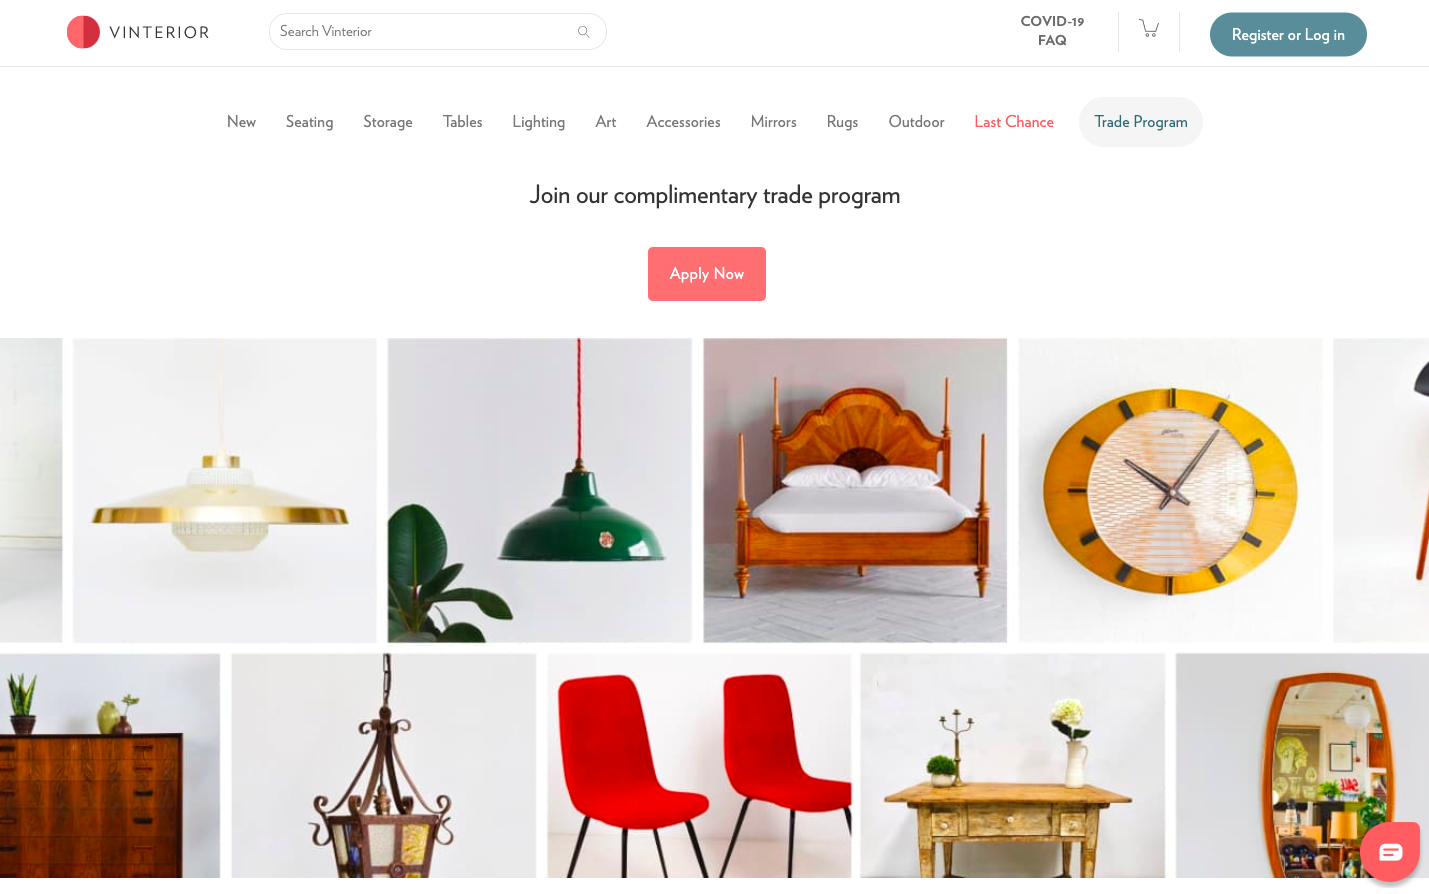 VINTERIOR
Search Vinterior
COVID-19
FAQ
Register or Log in
New Seating Storage Tables Lighting Art Accessories Mirrors Rugs Outdoor Last Chance Trade Program
Join our complimentary trade program
Apply Now